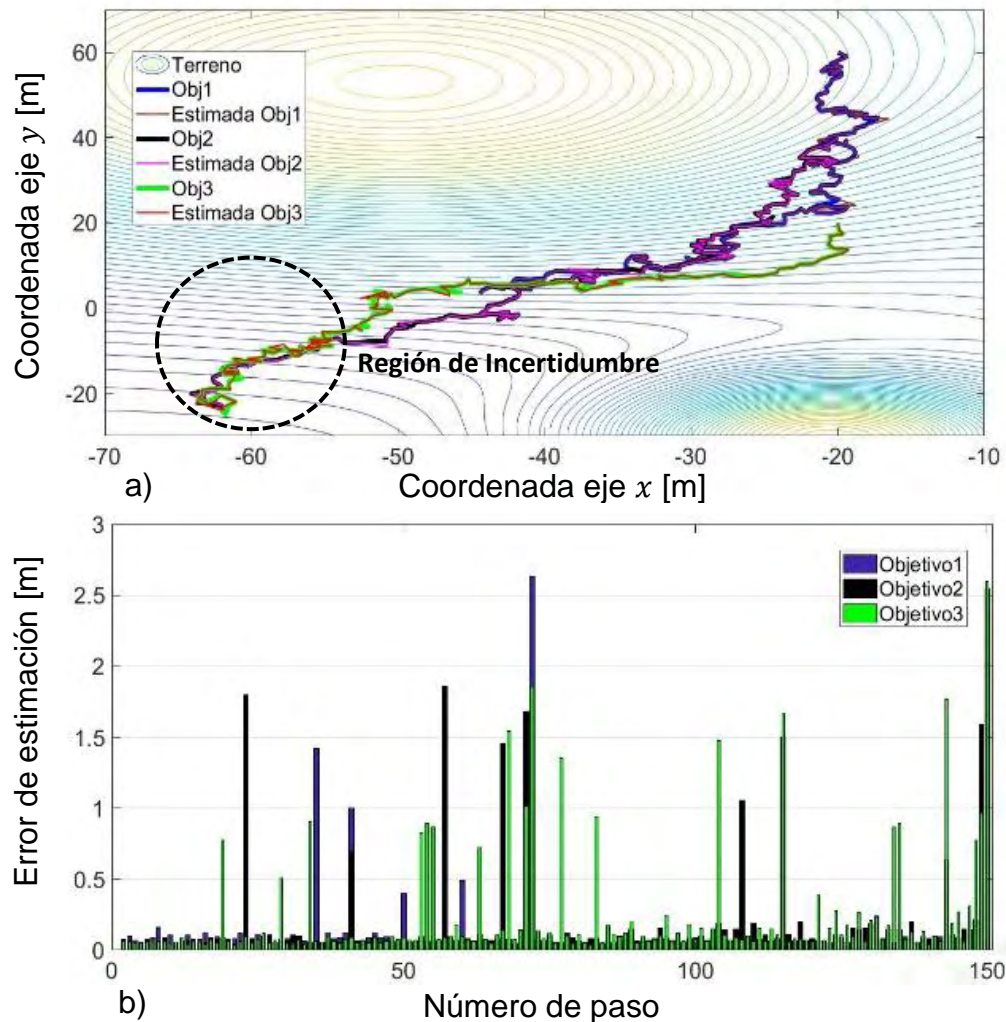 60
40
20
0
-20
Coordenada eje y [m]
Terreno
Obj1
Estimada Obj1
Obj2
Estimada Obj2
Obj3
Estimada Obj3
Región de Incertidumbre
-70
-60
-50
-40
-30
-20
-10
a)
Coordenada eje x [m]
3
2.5
2
1.5
1
0.5
0
Error de estimación [m]
Objetivo1
Objetivo2
Objetivo3
0
50
100
150
b)
Número de paso